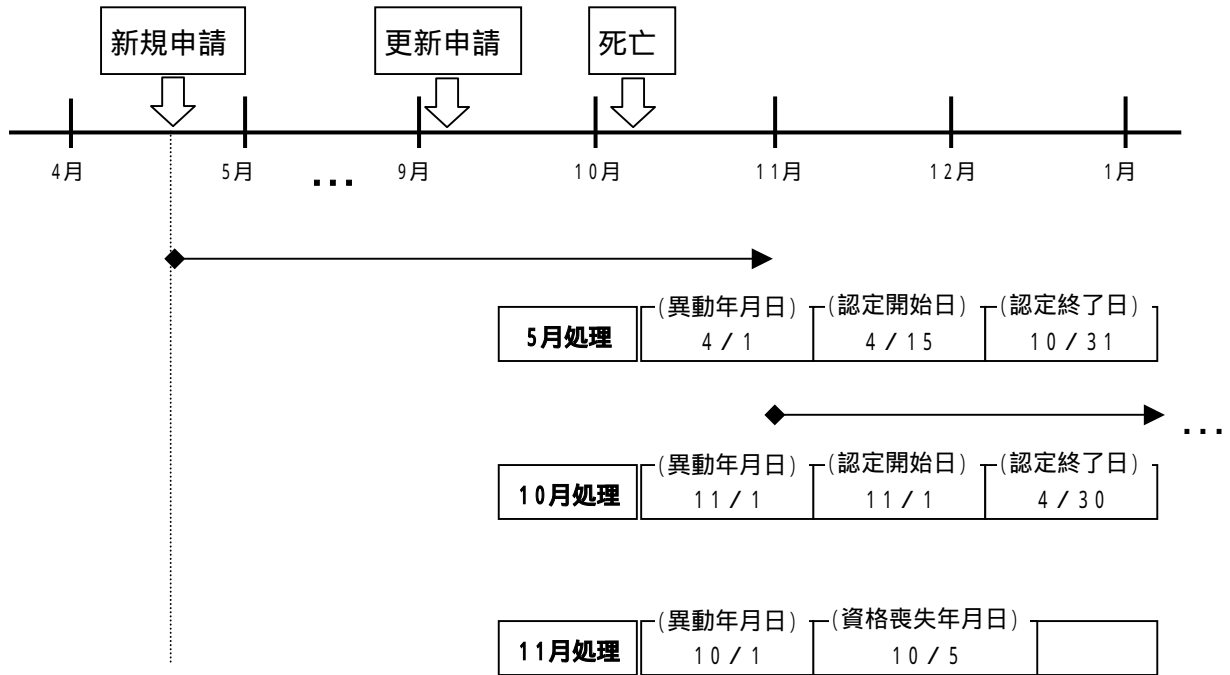 新規申請 更新申請 死亡
4月 5月 ... 9月 10月 11月 12月 1月
(異動年月日) (認定開始日) (認定終了日)
5月処理 4/1 4/15 10/31
...
(異動年月日) (認定開始日) (認定終了日)
10月処理 11/1 11/1 4/30
(異動年月日) (資格喪失年月日)
11月処理 10/1 10/5